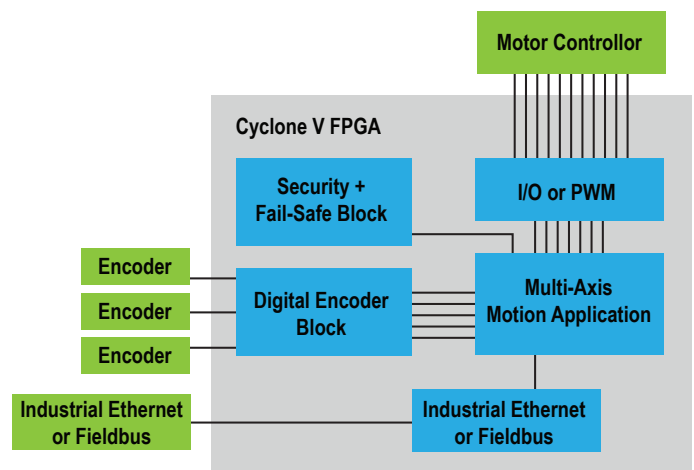 Motor Controllor
Cyclone V FPGA
Security +
Fail-Safe Block
I/O or PWM
Encoder
Encoder
Encoder
Digital Encoder
Block
Multi-Axis
Motion Application
Industrial Ethernet
or Fieldbus
Industrial Ethernet
or Fieldbus